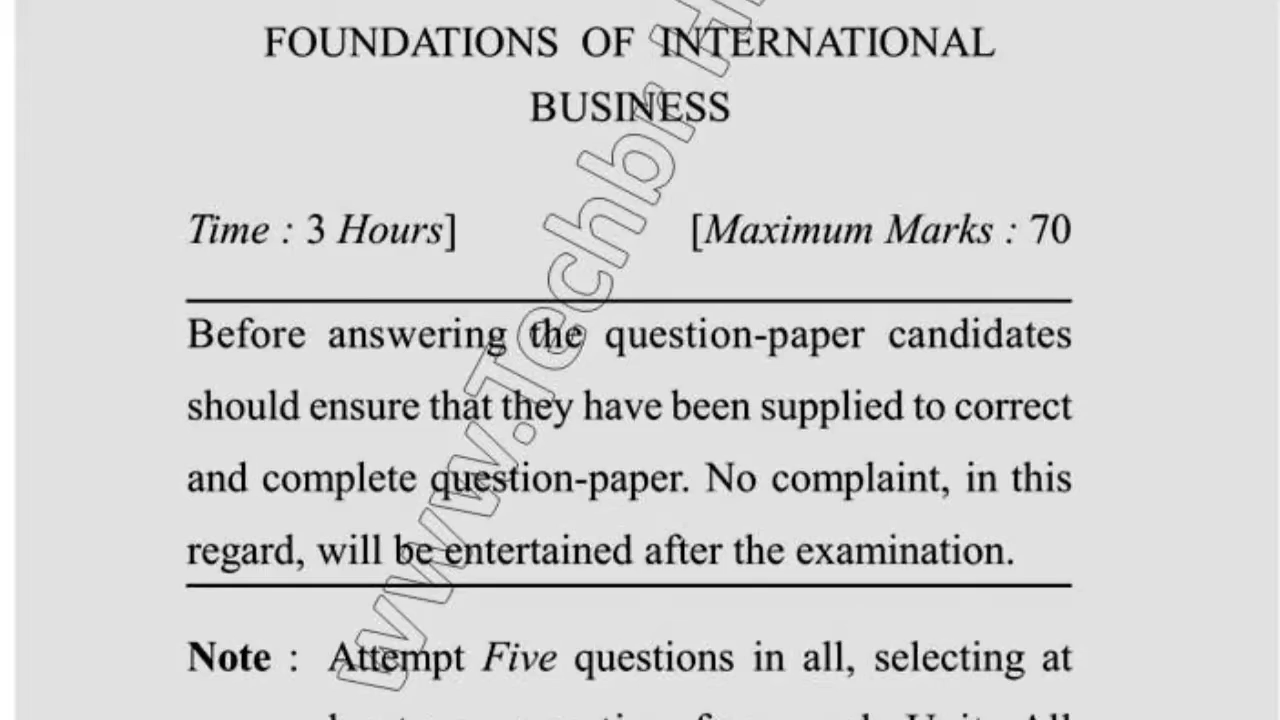 FOUNDATIONS OF INTERNATIONAL
BUSINESS
Time : 3 Hours] [Maximum Marks : 70
Before answering the question-paper candidates
should ensure that they have been supplied to correct
and complete question-paper. No complaint, in this
regard, will be entertained after the examination.
Note : Attempt Five questions in all, selecting at
www.Techbr